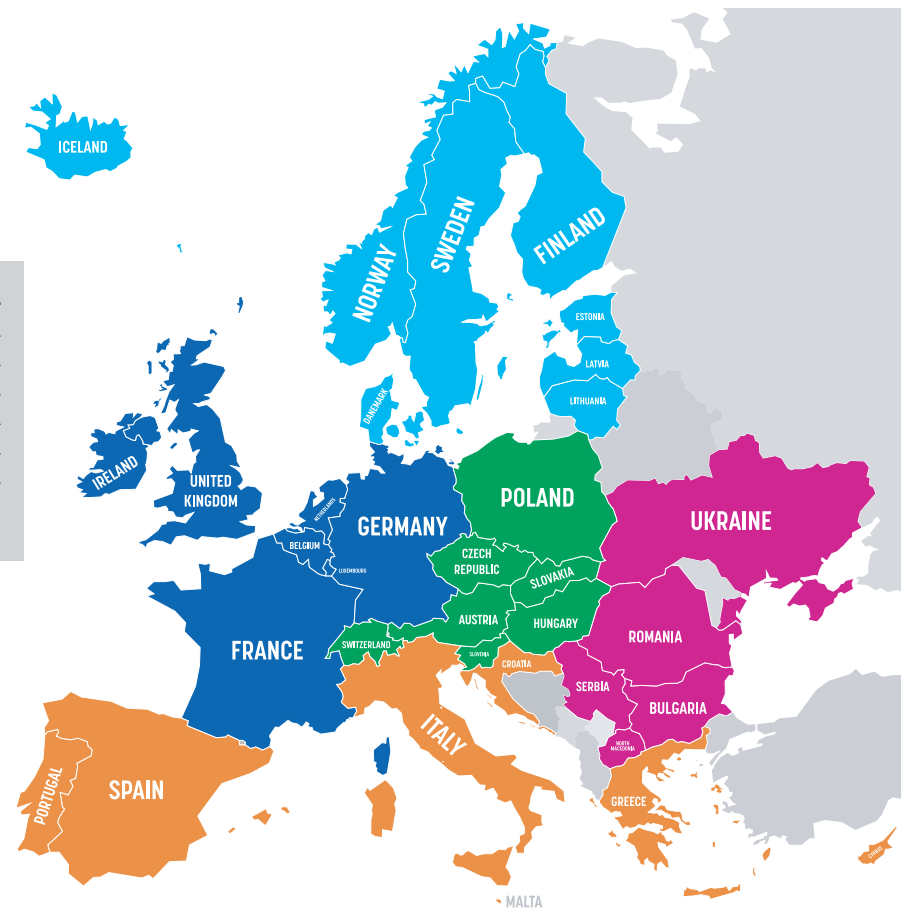 ICELAND
NORWAY
SWEDEN
FINLAND
ESTONIA
LATVIA
LITHUANIA
DANEMARK
IRELAND
UNITED
KINGDOM
NETHERLANDS
BELGIUM
LUXEMBOURG
GERMANY
POLAND
CZECH
REPUBLIC
SLOVAKIA
UKRAINE
AUSTRIA
HUNGARY
FRANCE
SWITZERLAND
SLOVENIA
CROATIA
ROMANIA
SERBIA
BULGARIA
NORTH
MACEDONIA
ITALY
PORTUGAL
SPAIN
GREECE
CYPRUS
MALTA